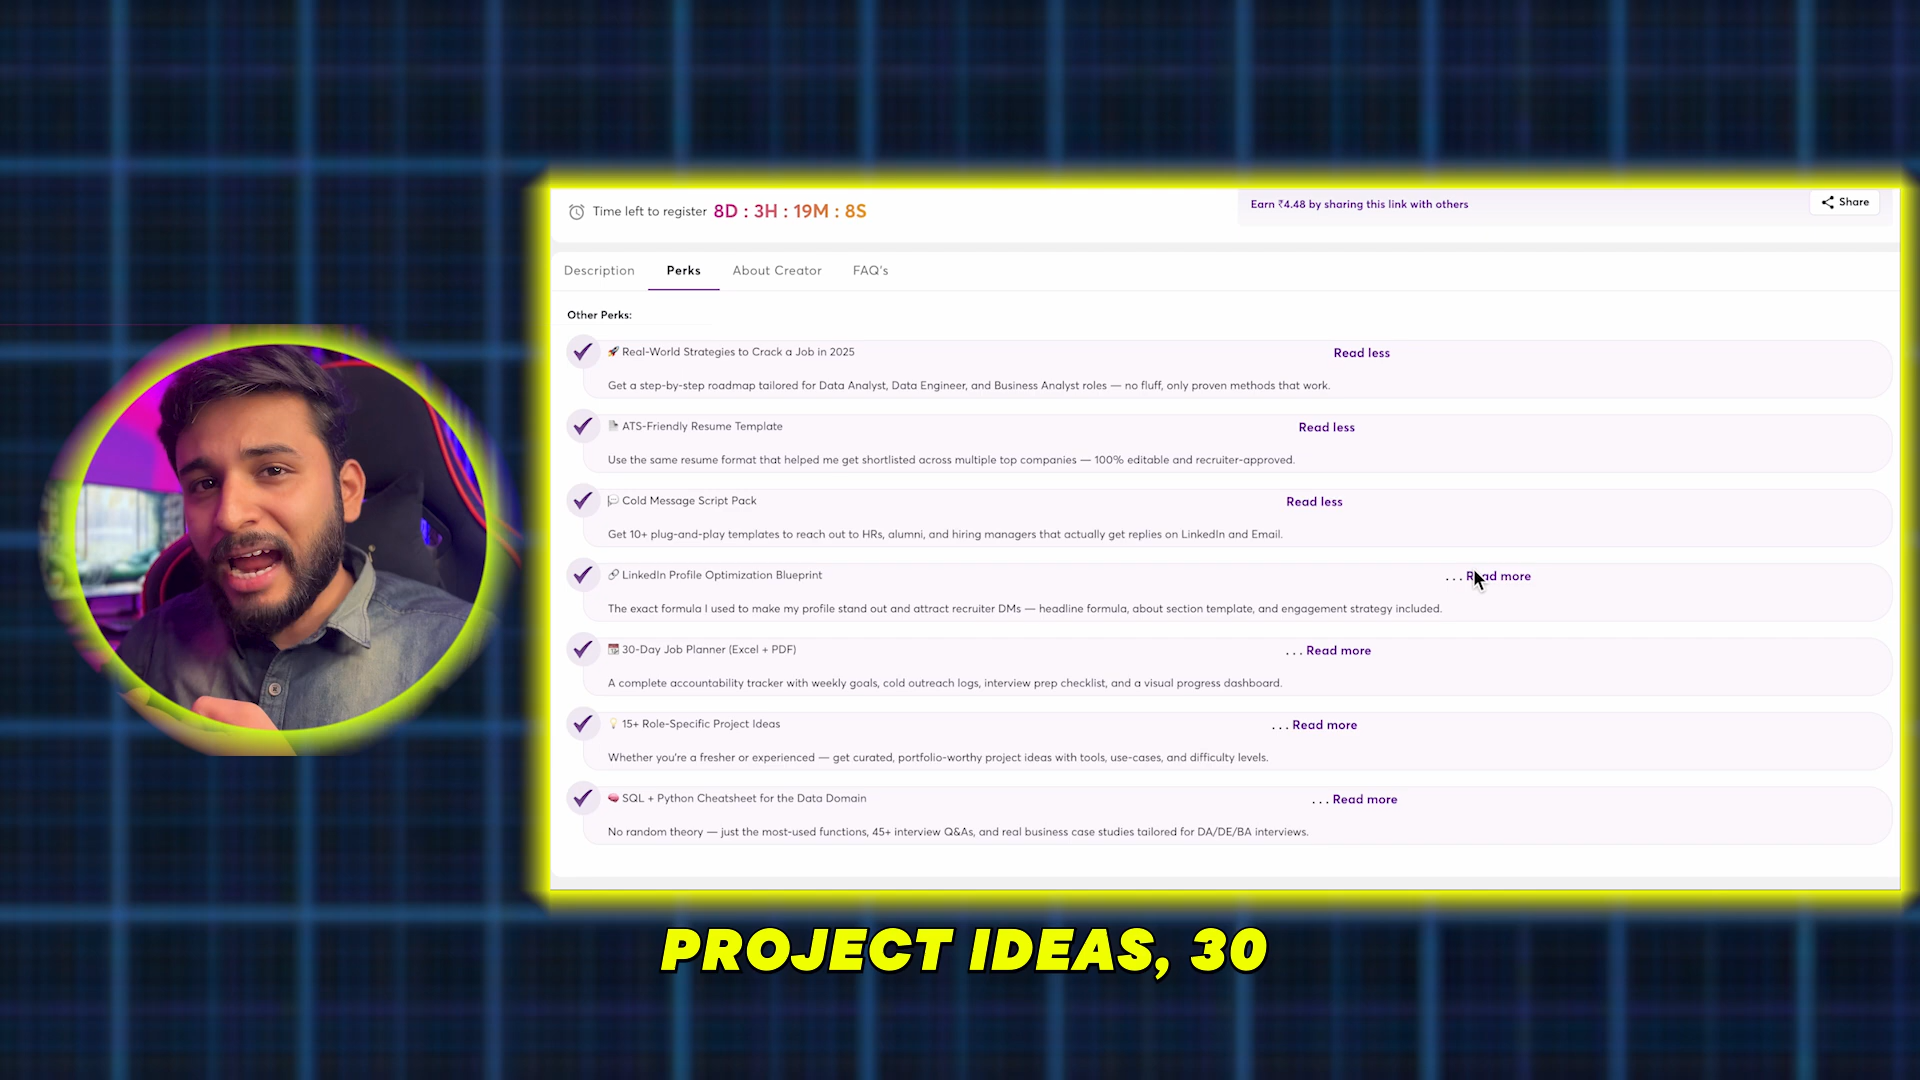 Time left to register 8D : 3H : 19M : 8S
Earn ₹4.48 by sharing this link with others
Share
Description Perks About Creator FAQ's
Other Perks:
🚀 Real-World Strategies to Crack a Job in 2025 Read less
Get a step-by-step roadmap tailored for Data Analyst, Data Engineer, and Business Analyst roles — no fluff, only proven methods that work.
ATS-Friendly Resume Template Read less
Use the same resume format that helped me get shortlisted across multiple top companies — 100% editable and recruiter-approved.
Cold Message Script Pack Read less
Get 10+ plug-and-play templates to reach out to HRs, alumni, and hiring managers that actually get replies on LinkedIn and Email.
LinkedIn Profile Optimization Blueprint ... Read more
The exact formula I used to make my profile stand out and attract recruiter DMs — headline formula, about section template, and engagement strategy included.
30-Day Job Planner (Excel + PDF) ... Read more
A complete accountability tracker with weekly goals, cold outreach logs, interview prep checklist, and a visual progress dashboard.
15+ Role-Specific Project Ideas ... Read more
Whether you're a fresher or experienced — get curated, portfolio-worthy project ideas with tools, use-cases, and difficulty levels.
SQL + Python Cheatsheet for the Data Domain ... Read more
No random theory — just the most-used functions, 45+ interview Q&As, and real business case studies tailored for DA/DE/BA interviews.
PROJECT IDEAS, 30